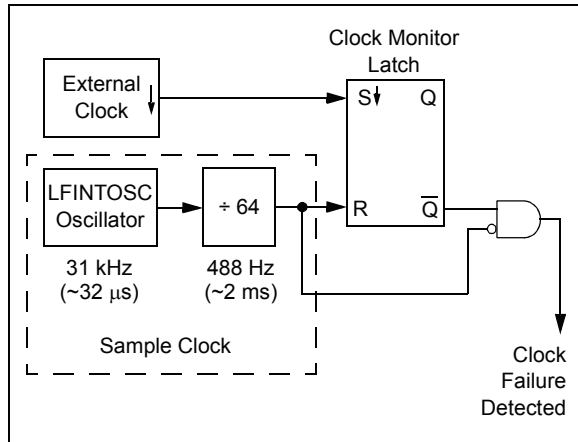 Clock Monitor
Latch
External
Clock
S Q
LFINTOSC
Oscillator
÷ 64
R Q̅
31 kHz
(~32 μs)
488 Hz
(~2 ms)
Sample Clock
Clock
Failure
Detected